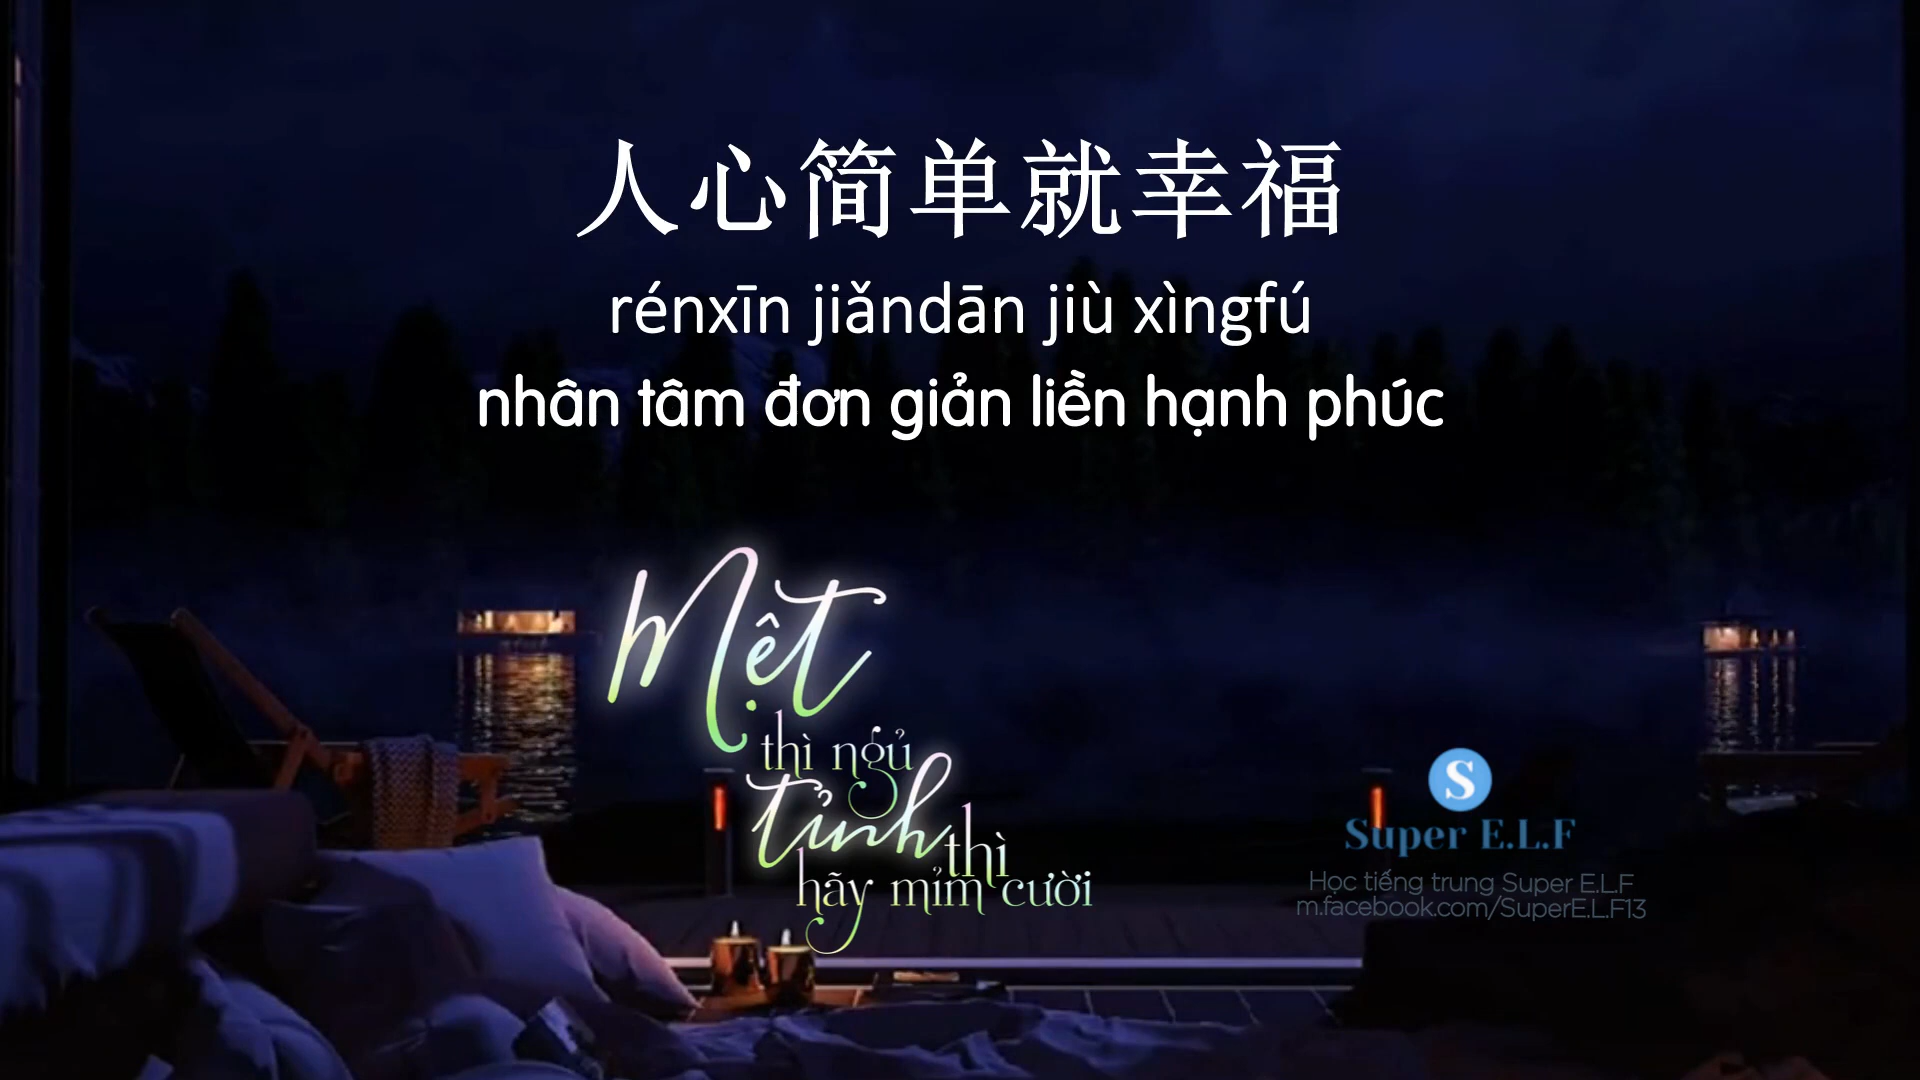 人心简单就幸福
rénxīn jiǎndān jiù xìngfú
nhân tâm đơn giản liền hạnh phúc
Mệt
thì ngủ
tỉnh thì
hãy mỉm cười
S
Super E.L.F
Học tiếng trung Super E.L.F
m.facebook.com/SuperE.L.F13